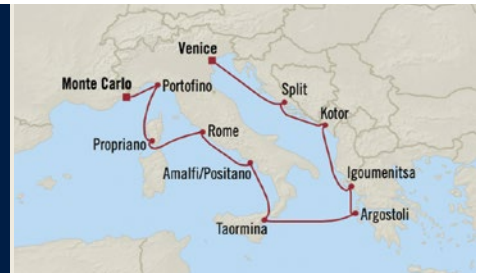 Venice
Monte Carlo
Portofino
Split
Kotor
Propriano
Rome
Igoumenitsa
Amalfi/Positano
Argostoli
Taormina